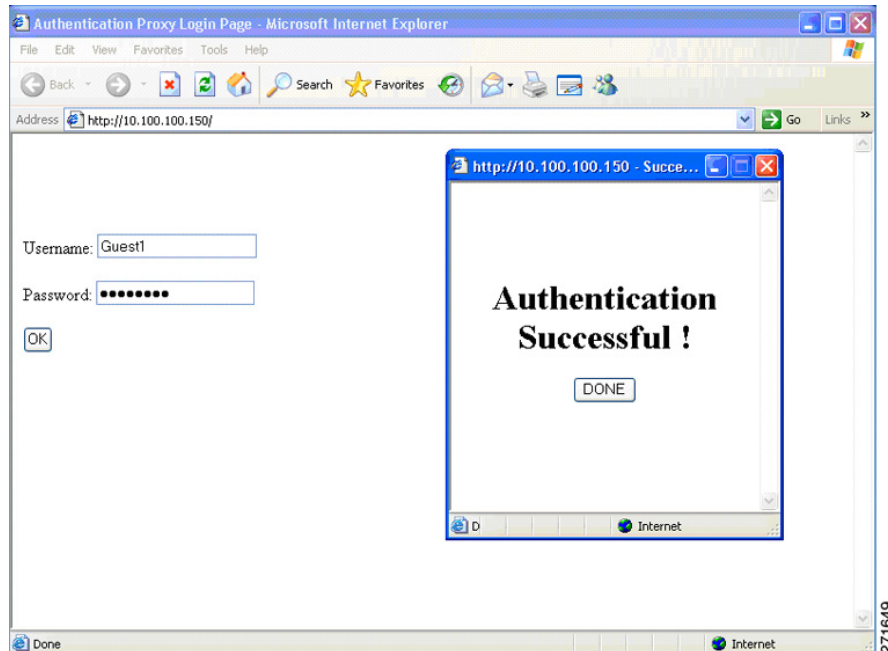 Authentication Proxy Login Page - Microsoft Internet Explorer
File Edit View Favorites Tools Help
Back Search Favorites
Address http://10.100.100.150/ Go Links »
http://10.100.100.150 - Succe...
Username: Guest1
Password: ●●●●●●●●
OK
Authentication
Successful !
DONE
D Internet
Done Internet
271649